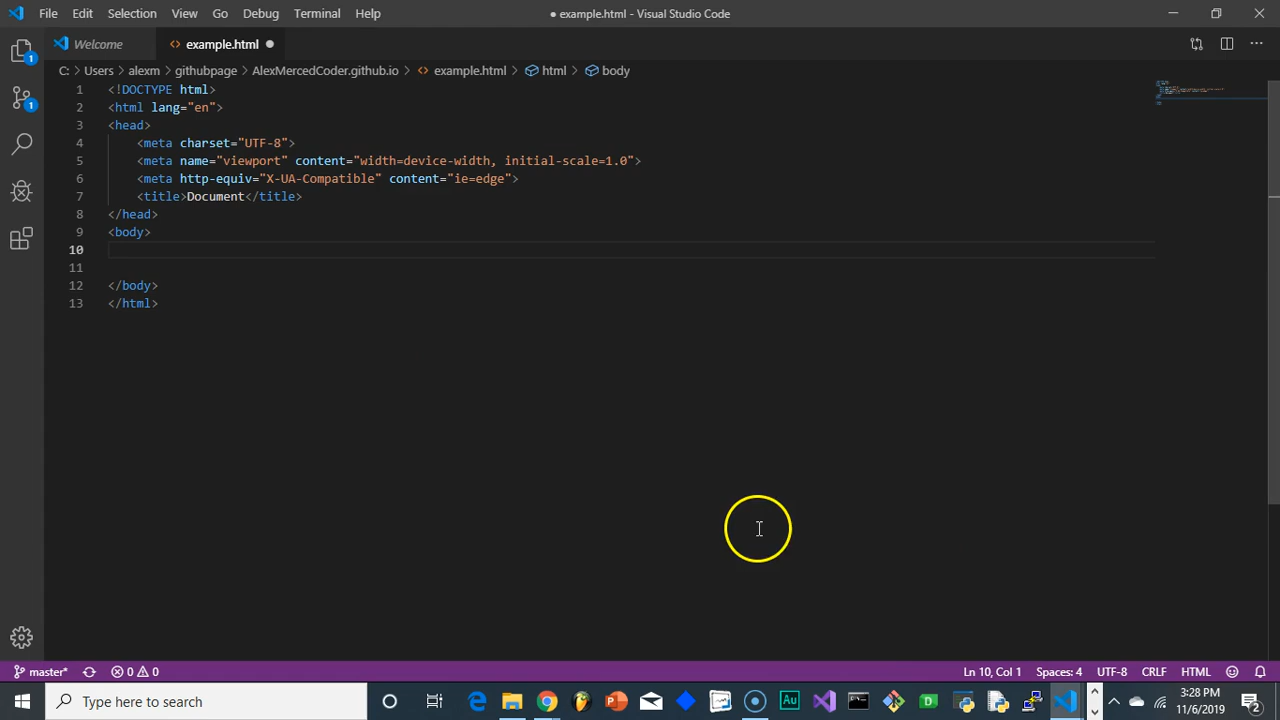 File Edit Selection View Go Debug Terminal Help ● example.html - Visual Studio Code
Welcome example.html ●
C: > Users > alexm > githubpage > AlexMercedCoder.github.io > example.html > html > body
1 <!DOCTYPE html>
2 <html lang="en">
3 <head>
4 <meta charset="UTF-8">
5 <meta name="viewport" content="width=device-width, initial-scale=1.0">
6 <meta http-equiv="X-UA-Compatible" content="ie=edge">
7 <title>Document</title>
8 </head>
9 <body>
10
11
12 </body>
13 </html>
1
1
master* 0 0 Ln 10, Col 1 Spaces: 4 UTF-8 CRLF HTML
Type here to search
Au
D
3:28 PM
11/6/2019
2